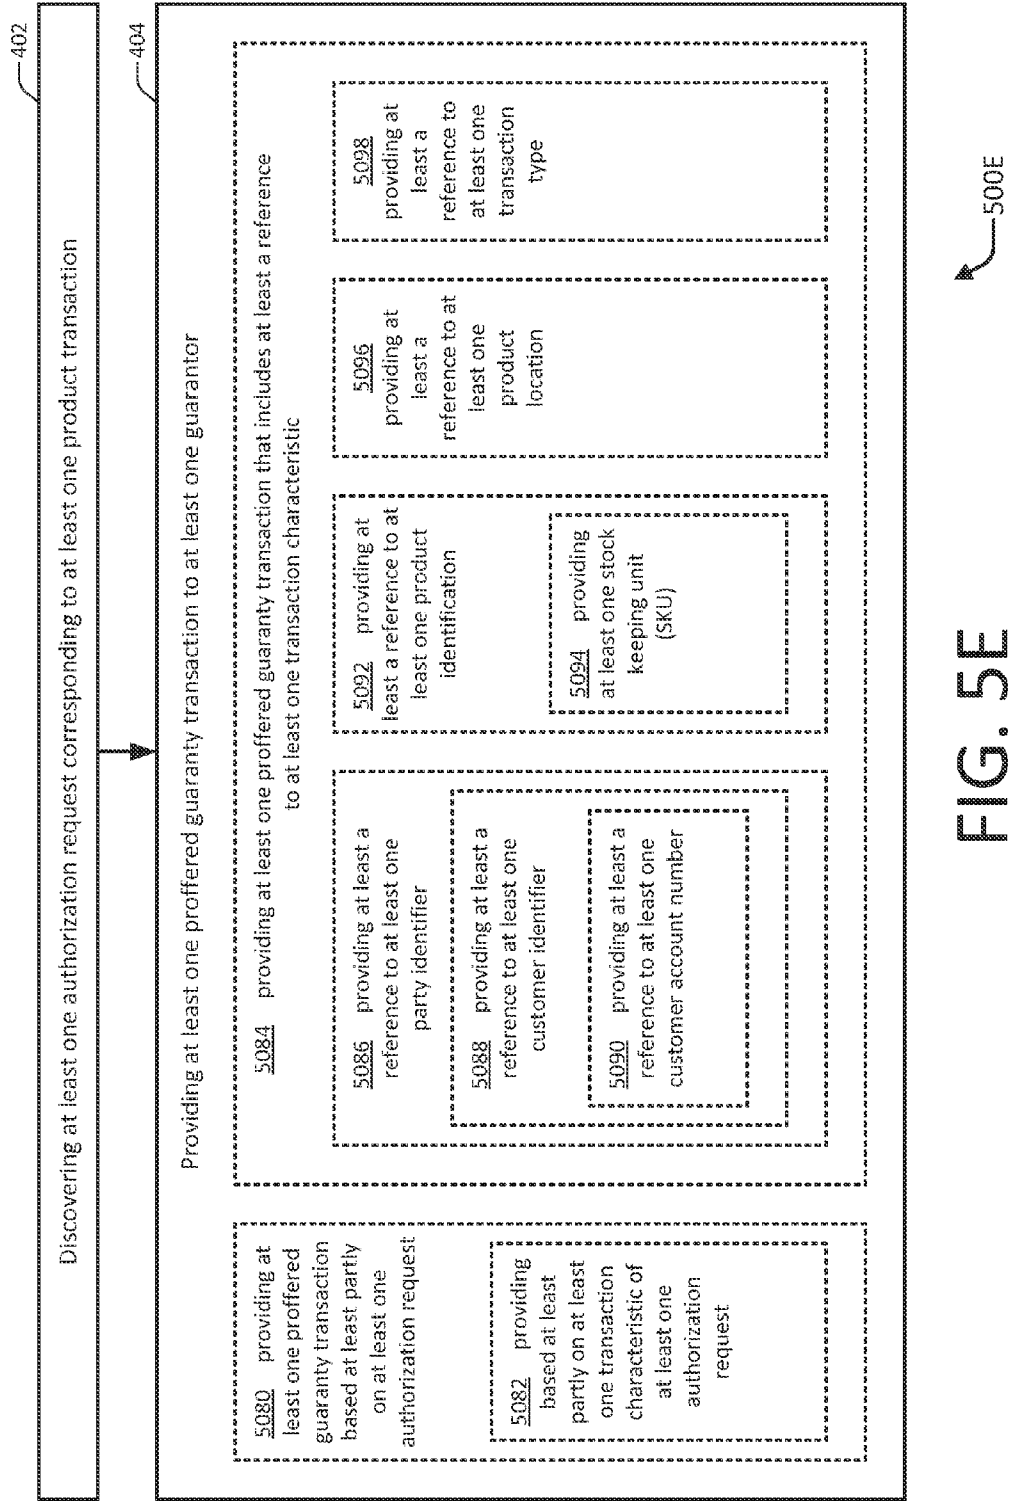 402
Discovering at least one authorization request corresponding to at least one product transaction
404
Providing at least one proffered guaranty transaction to at least one guarantor
5080 providing at
least one proffered
guaranty transaction
based at least partly
on at least one
authorization request
5082 providing
based at least
partly on at least
one transaction
characteristic of
at least one
authorization
request
5084 providing at least one proffered guaranty transaction that includes at least a reference
to at least one transaction characteristic
5086 providing at least a
reference to at least one
party identifier
5088 providing at least a
reference to at least one
customer identifier
5090 providing at least a
reference to at least one
customer account number
5092 providing at
least a reference to at
least one product
identification
5094 providing
at least one stock
keeping unit
(SKU)
5096
providing at
least a
reference to at
least one
product
location
5098
providing at
least a
reference to
at least one
transaction
type
500E
FIG. 5E